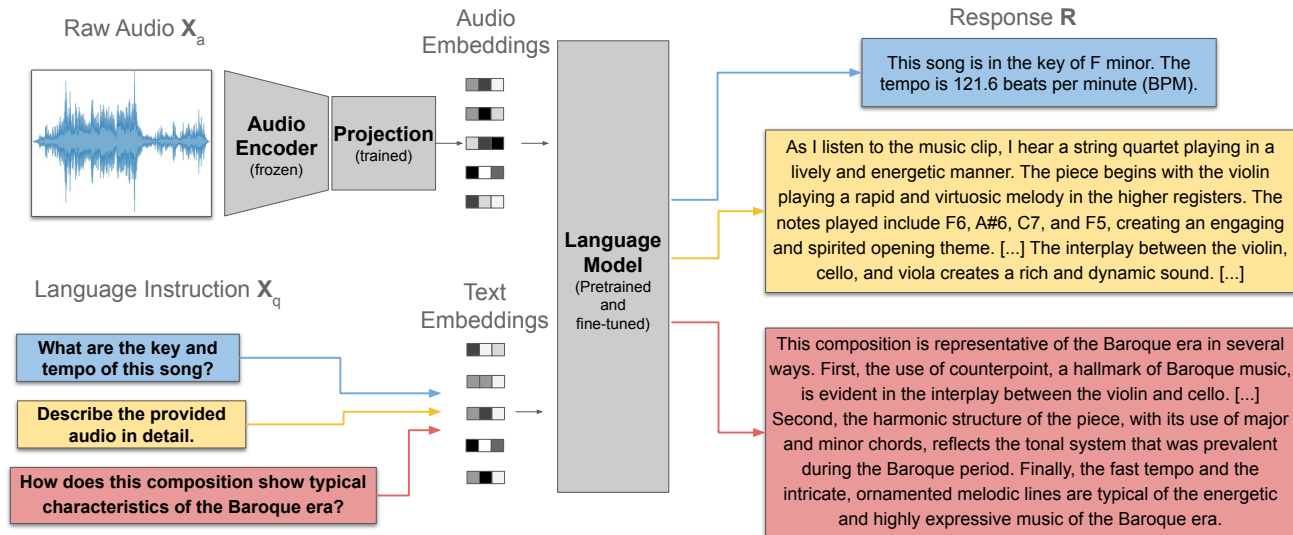 Raw Audio Xa
Audio
Embeddings
Response R
Audio
Encoder
(frozen)
Projection
(trained)
Language
Model
(Pretrained
and
fine-tuned)
This song is in the key of F minor. The
tempo is 121.6 beats per minute (BPM).
As I listen to the music clip, I hear a string quartet playing in a
lively and energetic manner. The piece begins with the violin
playing a rapid and virtuosic melody in the higher registers. The
notes played include F6, A#6, C7, and F5, creating an engaging
and spirited opening theme. [...] The interplay between the violin,
cello, and viola creates a rich and dynamic sound. [...]
Language Instruction Xq
Text
Embeddings
What are the key and
tempo of this song?
Describe the provided
audio in detail.
How does this composition show typical
characteristics of the Baroque era?
This composition is representative of the Baroque era in several
ways. First, the use of counterpoint, a hallmark of Baroque music,
is evident in the interplay between the violin and cello. [...]
Second, the harmonic structure of the piece, with its use of major
and minor chords, reflects the tonal system that was prevalent
during the Baroque period. Finally, the fast tempo and the
intricate, ornamented melodic lines are typical of the energetic
and highly expressive music of the Baroque era.